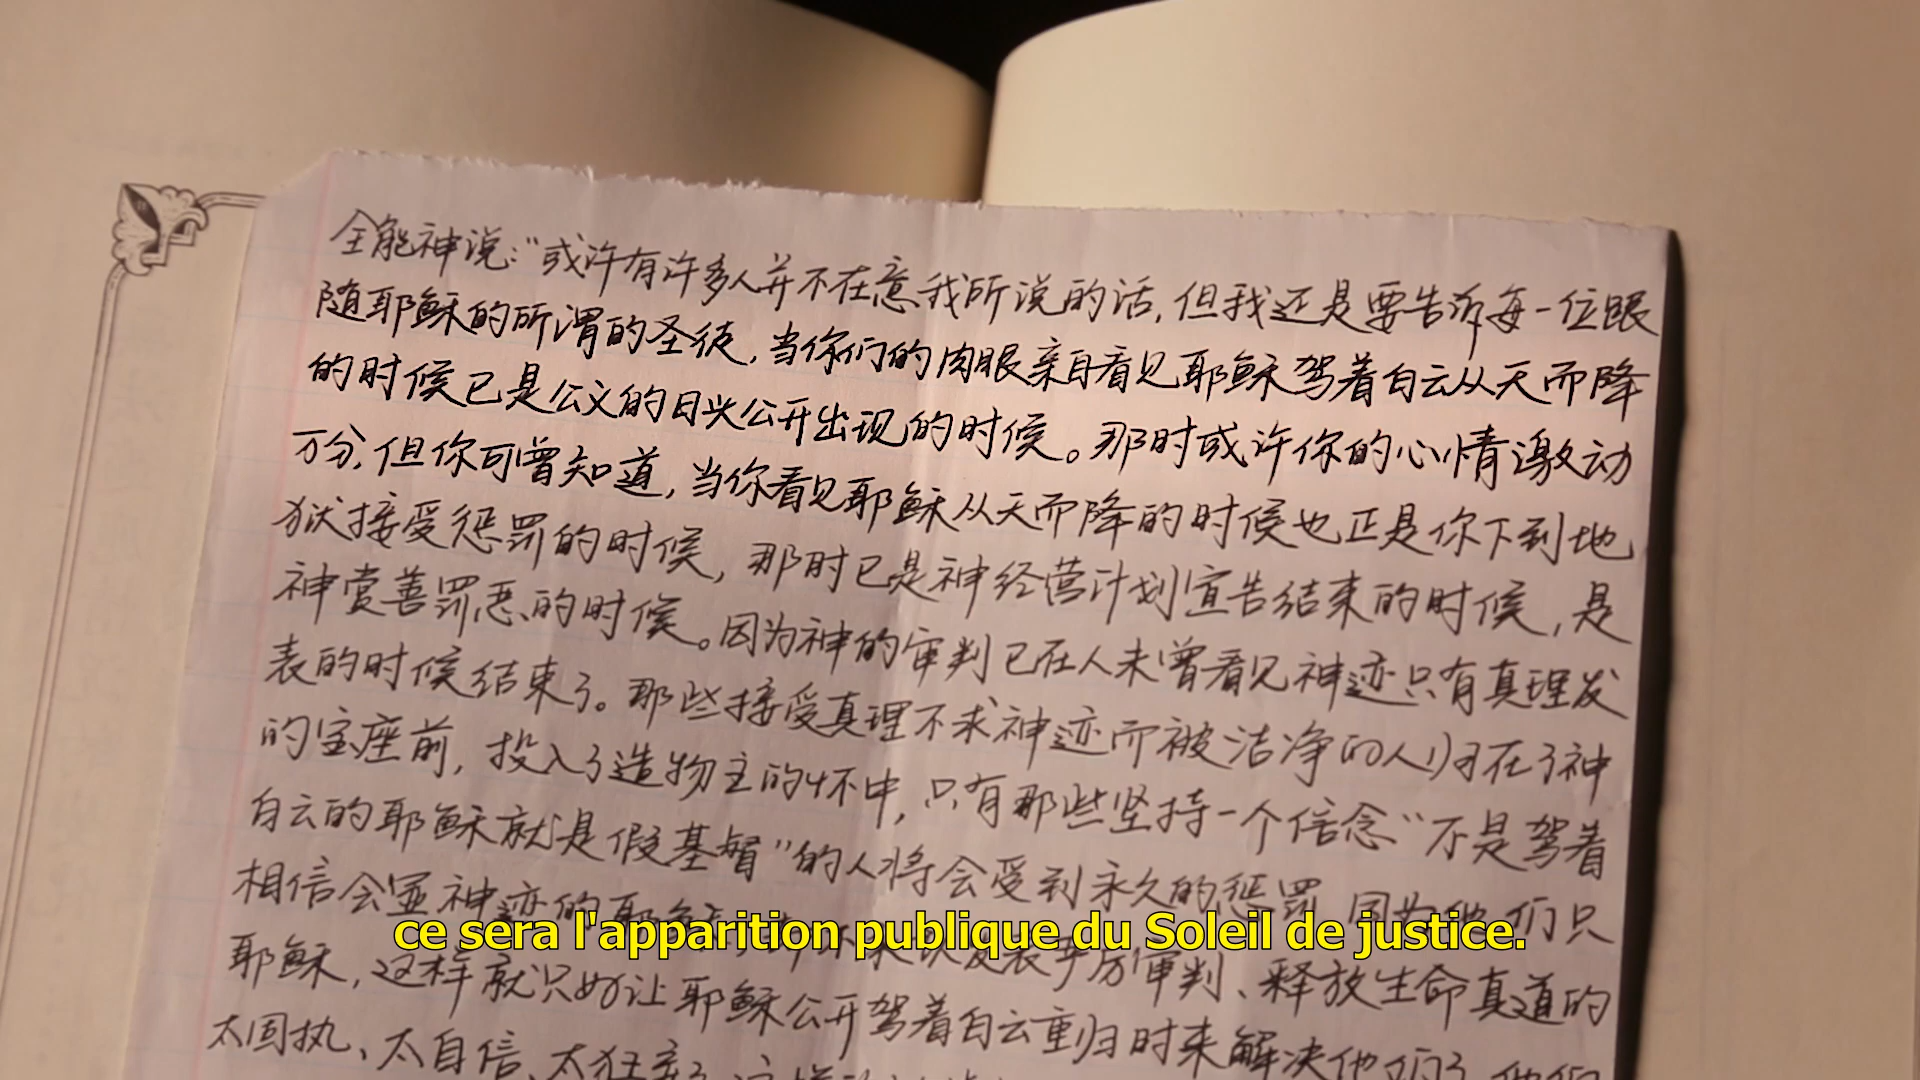 全能神说：“或许有许多人并不在意我所说的话，但我还是要告诉每一位跟
随耶稣的所谓的圣徒，当你们的肉眼亲自看见耶稣驾着白云从天而降
的时候已是公义的日头公开出现的时候。那时或许你的心情激动
万分，但你可曾知道，当你看见耶稣从天而降的时候也正是你下到地
狱接受惩罚的时候，那时已是神经营计划宣告结束的时候，是
神赏善罚恶的时候。因为神的审判已在人未曾看见神迹只有真理发
表的时候结束了。那些接受真理不求神迹而被洁净的人归在了神
的宝座前，投入了造物主的怀中，只有那些坚持一个信念“不是驾着
白云的耶稣就是假基督”的人将会受到永久的惩罚 因为他们只
相信会显神迹的耶稣
审判、释放生命真道的
耶稣，这样就只好让耶稣公开驾着白云重归时来解决他们了
太固执、太自信、太狂妄了
ce sera l'apparition publique du Soleil de justice.